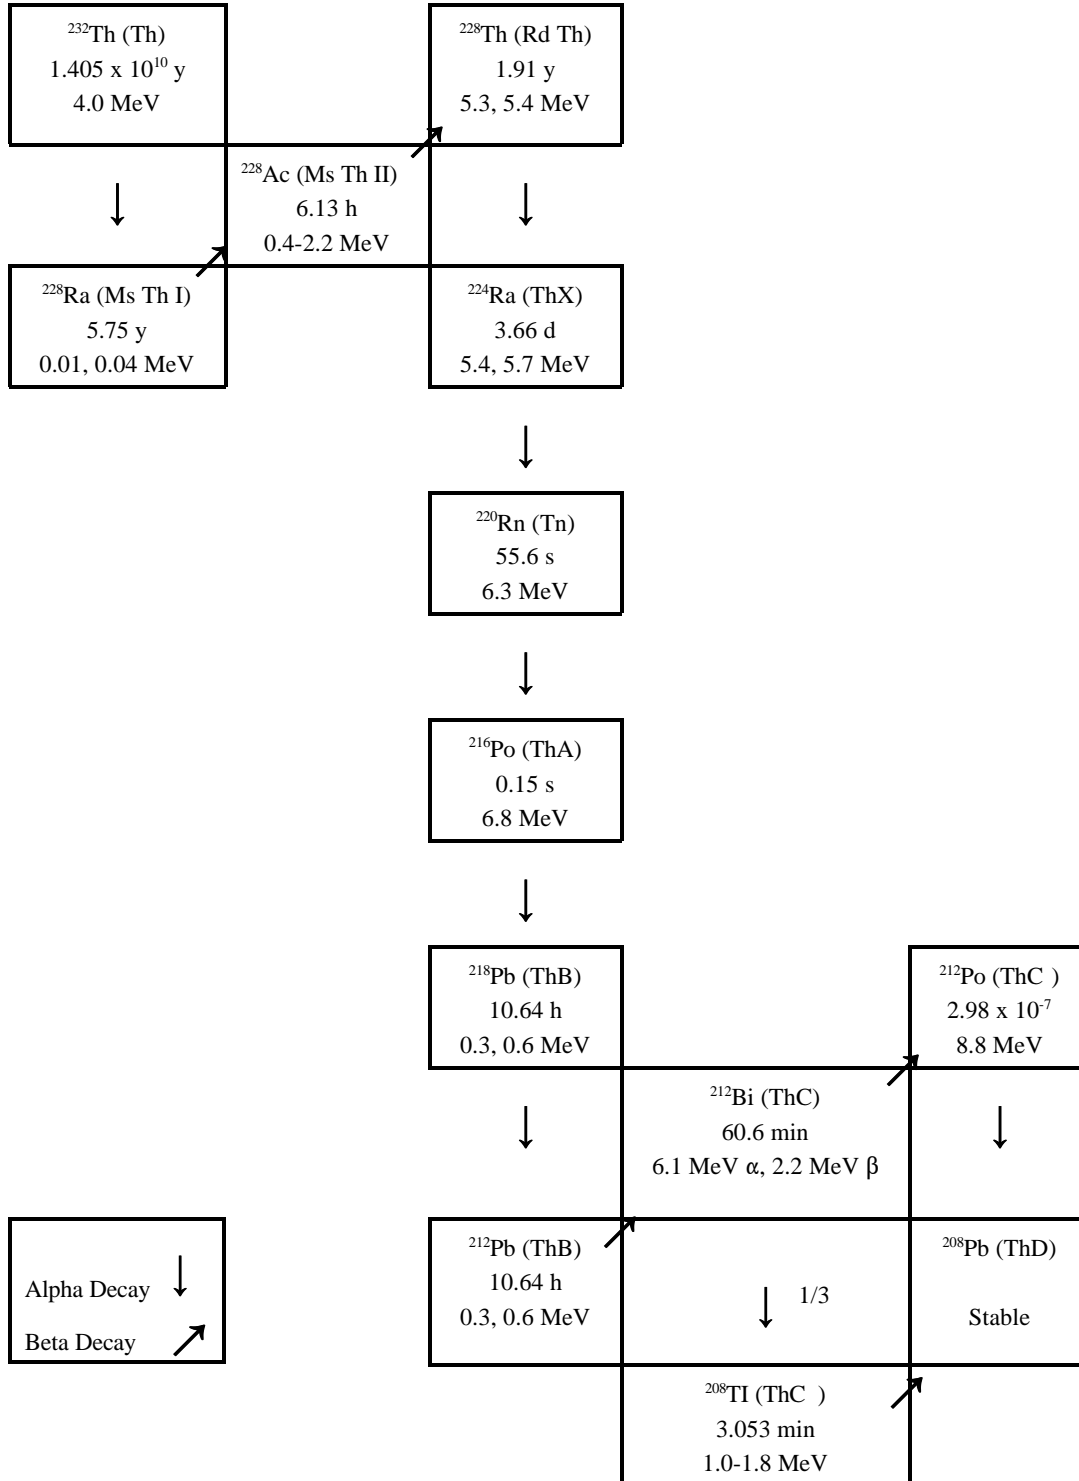 ²³²Th (Th)
1.405 x 10¹⁰ y
4.0 MeV
²²⁸Th (Rd Th)
1.91 y
5.3, 5.4 MeV
²²⁸Ac (Ms Th II)
6.13 h
0.4-2.2 MeV
²²⁸Ra (Ms Th I)
5.75 y
0.01, 0.04 MeV
²²⁴Ra (ThX)
3.66 d
5.4, 5.7 MeV
²²⁰Rn (Tn)
55.6 s
6.3 MeV
²¹⁶Po (ThA)
0.15 s
6.8 MeV
²¹⁸Pb (ThB)
10.64 h
0.3, 0.6 MeV
²¹²Po (ThC )
2.98 x 10⁻⁷
8.8 MeV
²¹²Bi (ThC)
60.6 min
6.1 MeV α, 2.2 MeV β
²¹²Pb (ThB)
10.64 h
0.3, 0.6 MeV
²⁰⁸Pb (ThD)
Stable
1/3
Alpha Decay
Beta Decay
²⁰⁸TI (ThC )
3.053 min
1.0-1.8 MeV